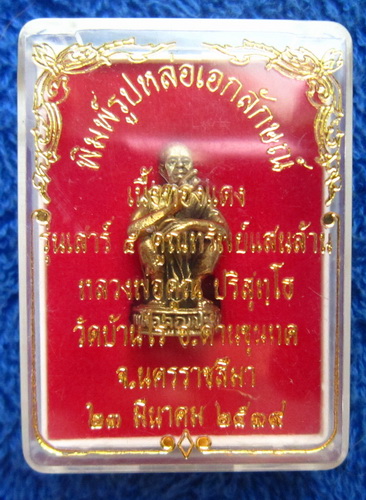 พิมพ์รูปหล่อเอกลักษณ์
เนื้อทองแดง
รุ่นเสาร์ ๕ คูณทรัพย์แสนล้าน
หลวงพ่อคูณ ปริสุทฺโธ
วัดบ้านไร่ อ.ด่านขุนทด
จ.นครราชสีมา
๒๓ มีนาคม ๒๕๓๙